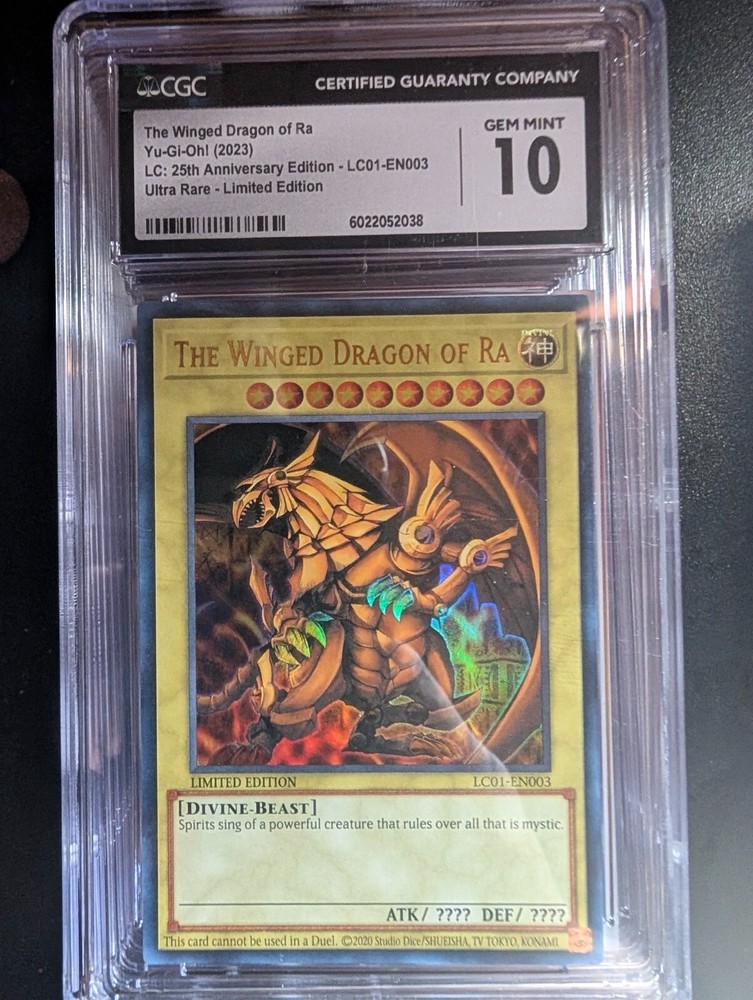 CGC
CERTIFIED GUARANTY COMPANY
The Winged Dragon of Ra
Yu-Gi-Oh! (2023)
LC: 25th Anniversary Edition - LC01-EN003
Ultra Rare - Limited Edition
GEM MINT
10
6022052038
THE WINGED DRAGON OF RA
DIVINE
神
LIMITED EDITION
LC01-EN003
[DIVINE-BEAST]
Spirits sing of a powerful creature that rules over all that is mystic.
ATK/ ???? DEF/ ????
This card cannot be used in a Duel. ©2020 Studio Dice/SHUEISHA, TV TOKYO, KONAMI